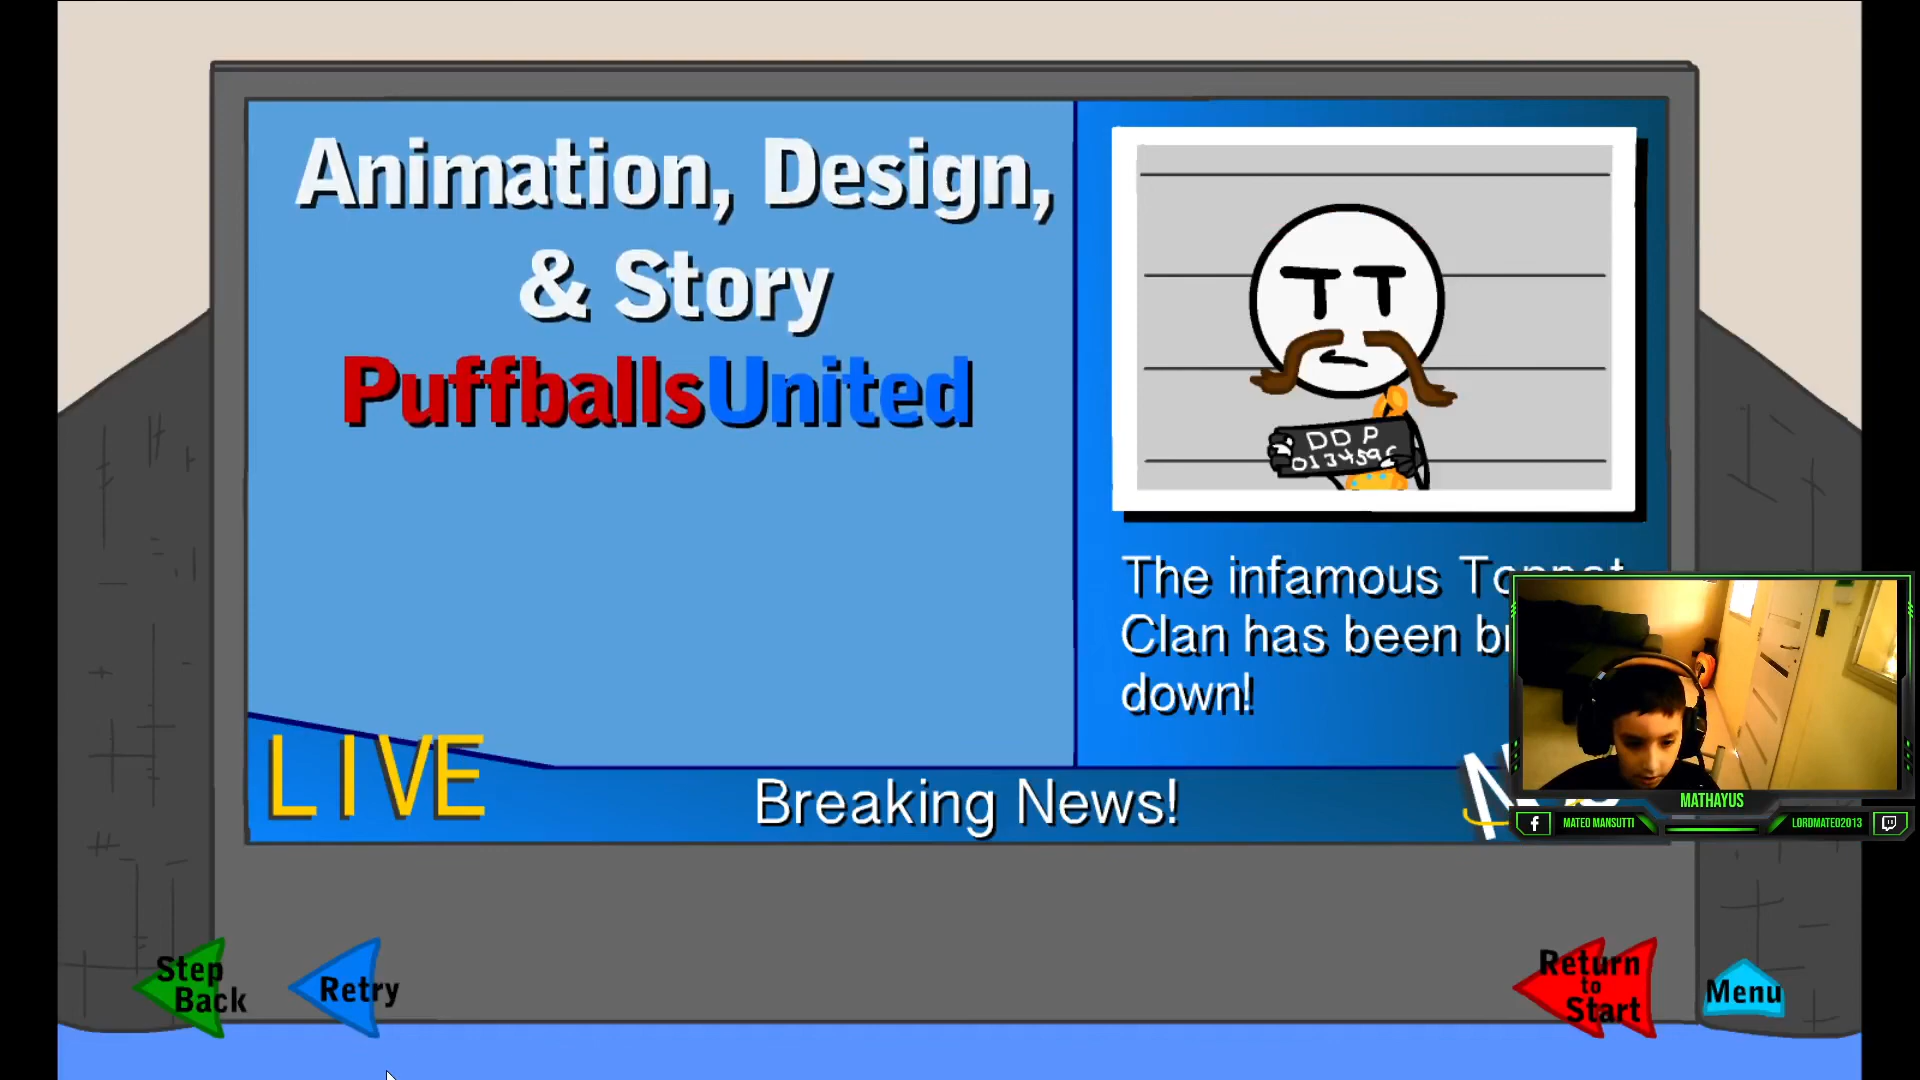 Animation, Design,
& Story
PuffballsUnited
DDP
The infamous
Clan has been
down!
LIVE
Breaking News!
MATHAYUS
MATEO MANSUTTI
LORDMATEO2013
Step
Back
Retry
Return
to
Start
Menu